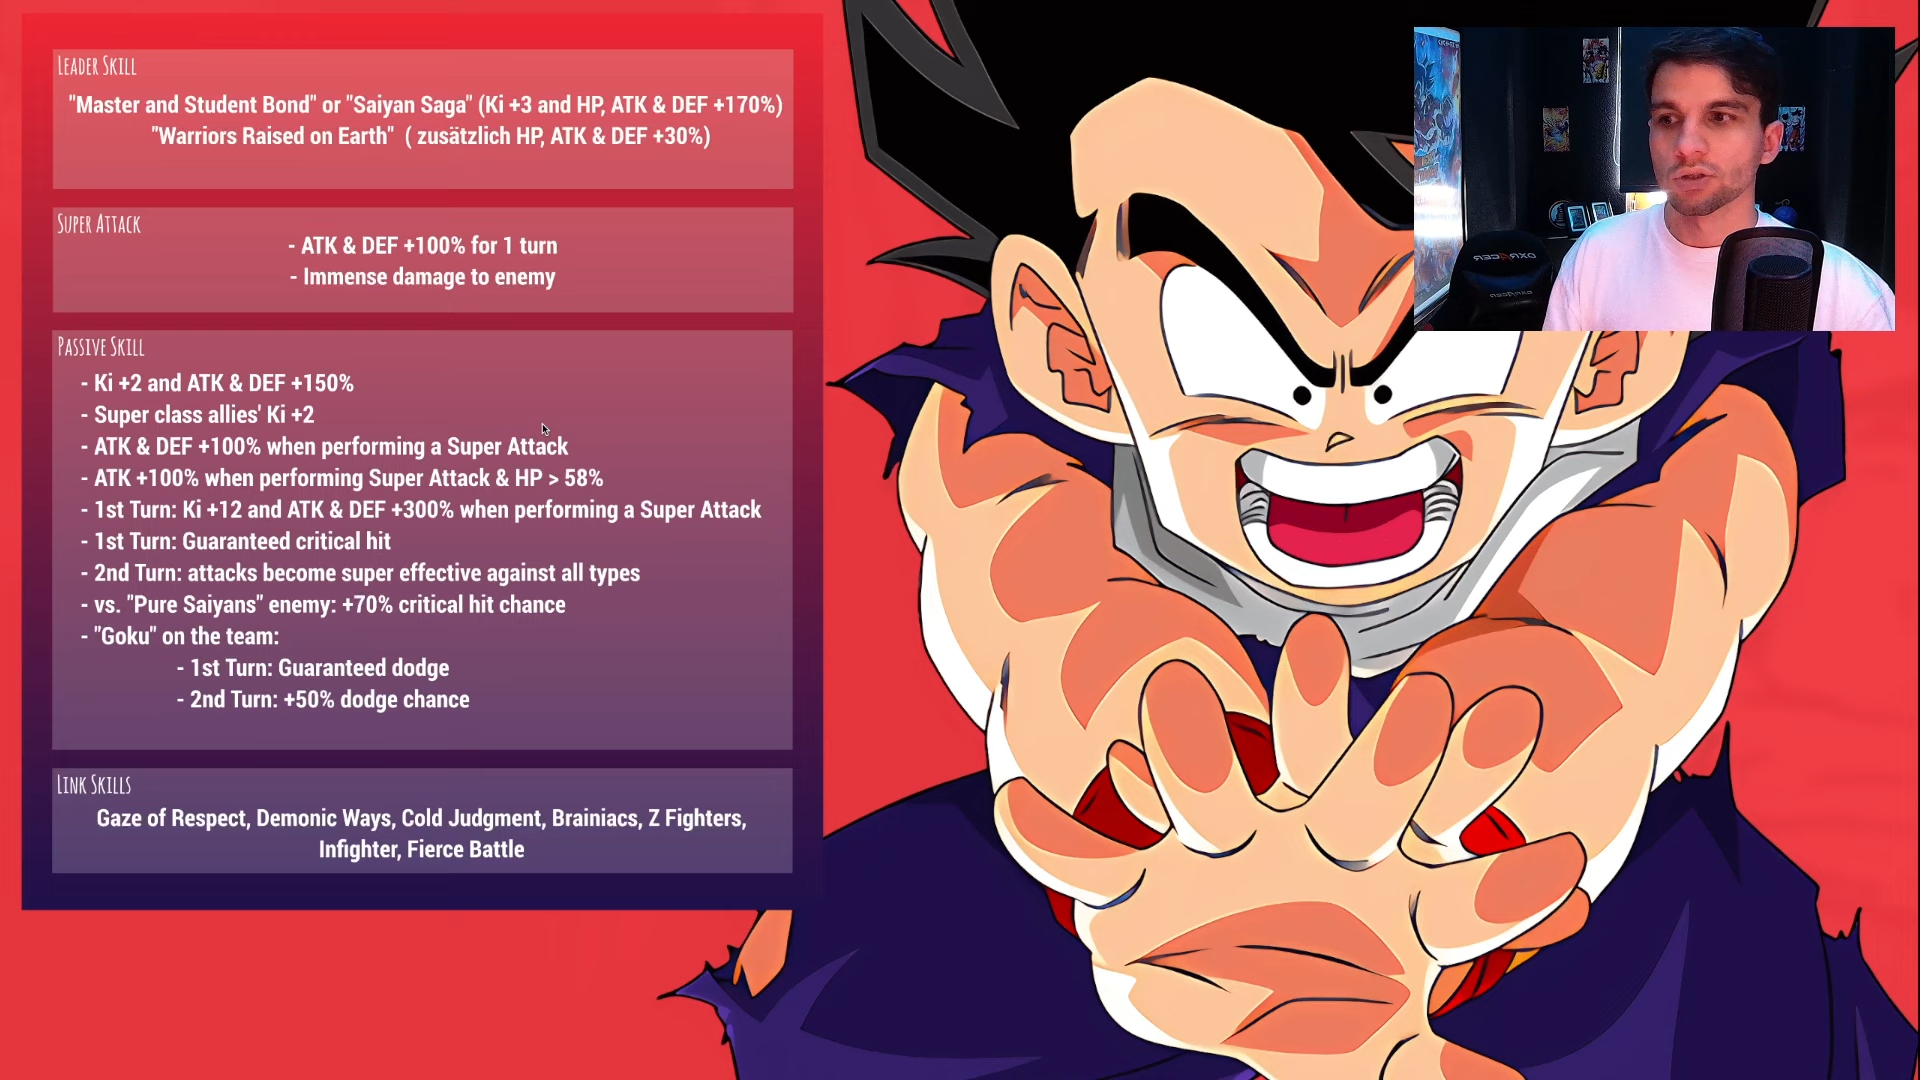 LEADER SKILL
"Master and Student Bond" or "Saiyan Saga" (Ki +3 and HP, ATK & DEF +170%)
"Warriors Raised on Earth" ( zusätzlich HP, ATK & DEF +30%)
SUPER ATTACK
- ATK & DEF +100% for 1 turn
- Immense damage to enemy
PASSIVE SKILL
- Ki +2 and ATK & DEF +150%
- Super class allies' Ki +2
- ATK & DEF +100% when performing a Super Attack
- ATK +100% when performing Super Attack & HP > 58%
- 1st Turn: Ki +12 and ATK & DEF +300% when performing a Super Attack
- 1st Turn: Guaranteed critical hit
- 2nd Turn: attacks become super effective against all types
- vs. "Pure Saiyans" enemy: +70% critical hit chance
- "Goku" on the team:
- 1st Turn: Guaranteed dodge
- 2nd Turn: +50% dodge chance
LINK SKILLS
Gaze of Respect, Demonic Ways, Cold Judgment, Brainiacs, Z Fighters,
Infighter, Fierce Battle